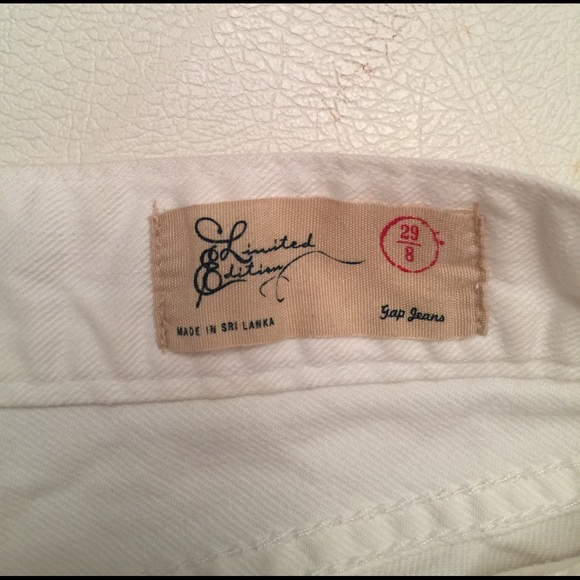 Limited
Edition
29
8
MADE IN SRI LANKA
Gap Jeans